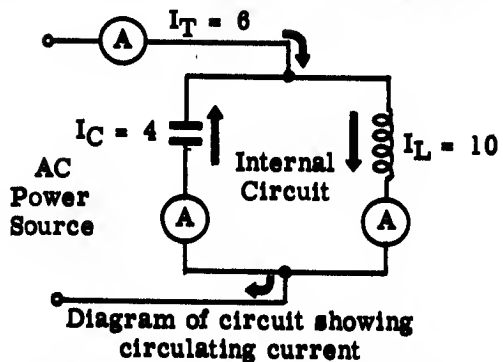 I_T = 6
A
I_C = 4
I_L = 10
AC
Power
Source
Internal
Circuit
A
A
Diagram of circuit showing
circulating current